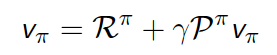 v_π = ℛ^π + γ𝒫^π v_π